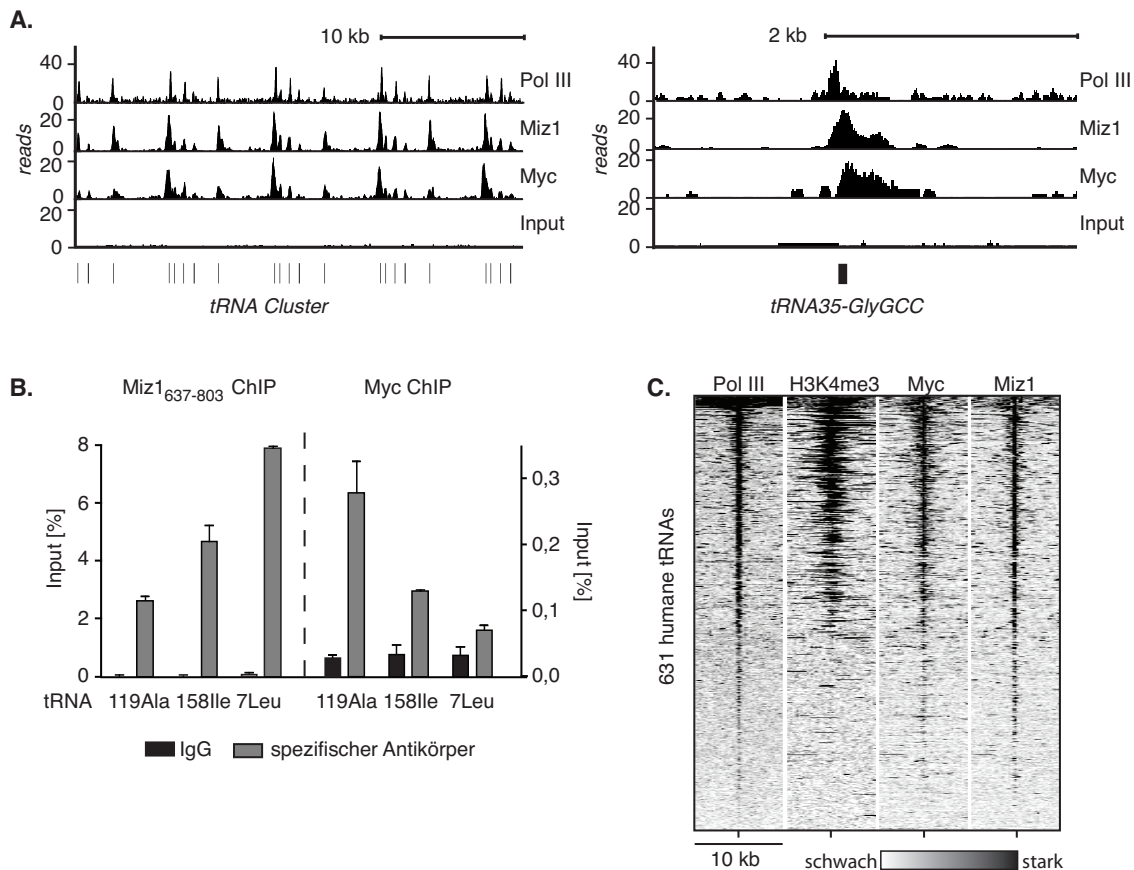 A.
10 kb
40
0
Pol III
20
0
Miz1
20
0
Myc
20
0
Input
reads
tRNA Cluster
2 kb
40
0
Pol III
20
0
Miz1
20
0
Myc
20
0
Input
reads
tRNA35-GlyGCC
B.
Miz1637-803 ChIP
Myc ChIP
Input [%]
8
6
4
2
0
0,3
0,2
0,1
0,0
Input [%]
tRNA 119Ala 158Ile 7Leu 119Ala 158Ile 7Leu
IgG
spezifischer Antikörper
C.
Pol III H3K4me3 Myc Miz1
631 humane tRNAs
10 kb
schwach
stark